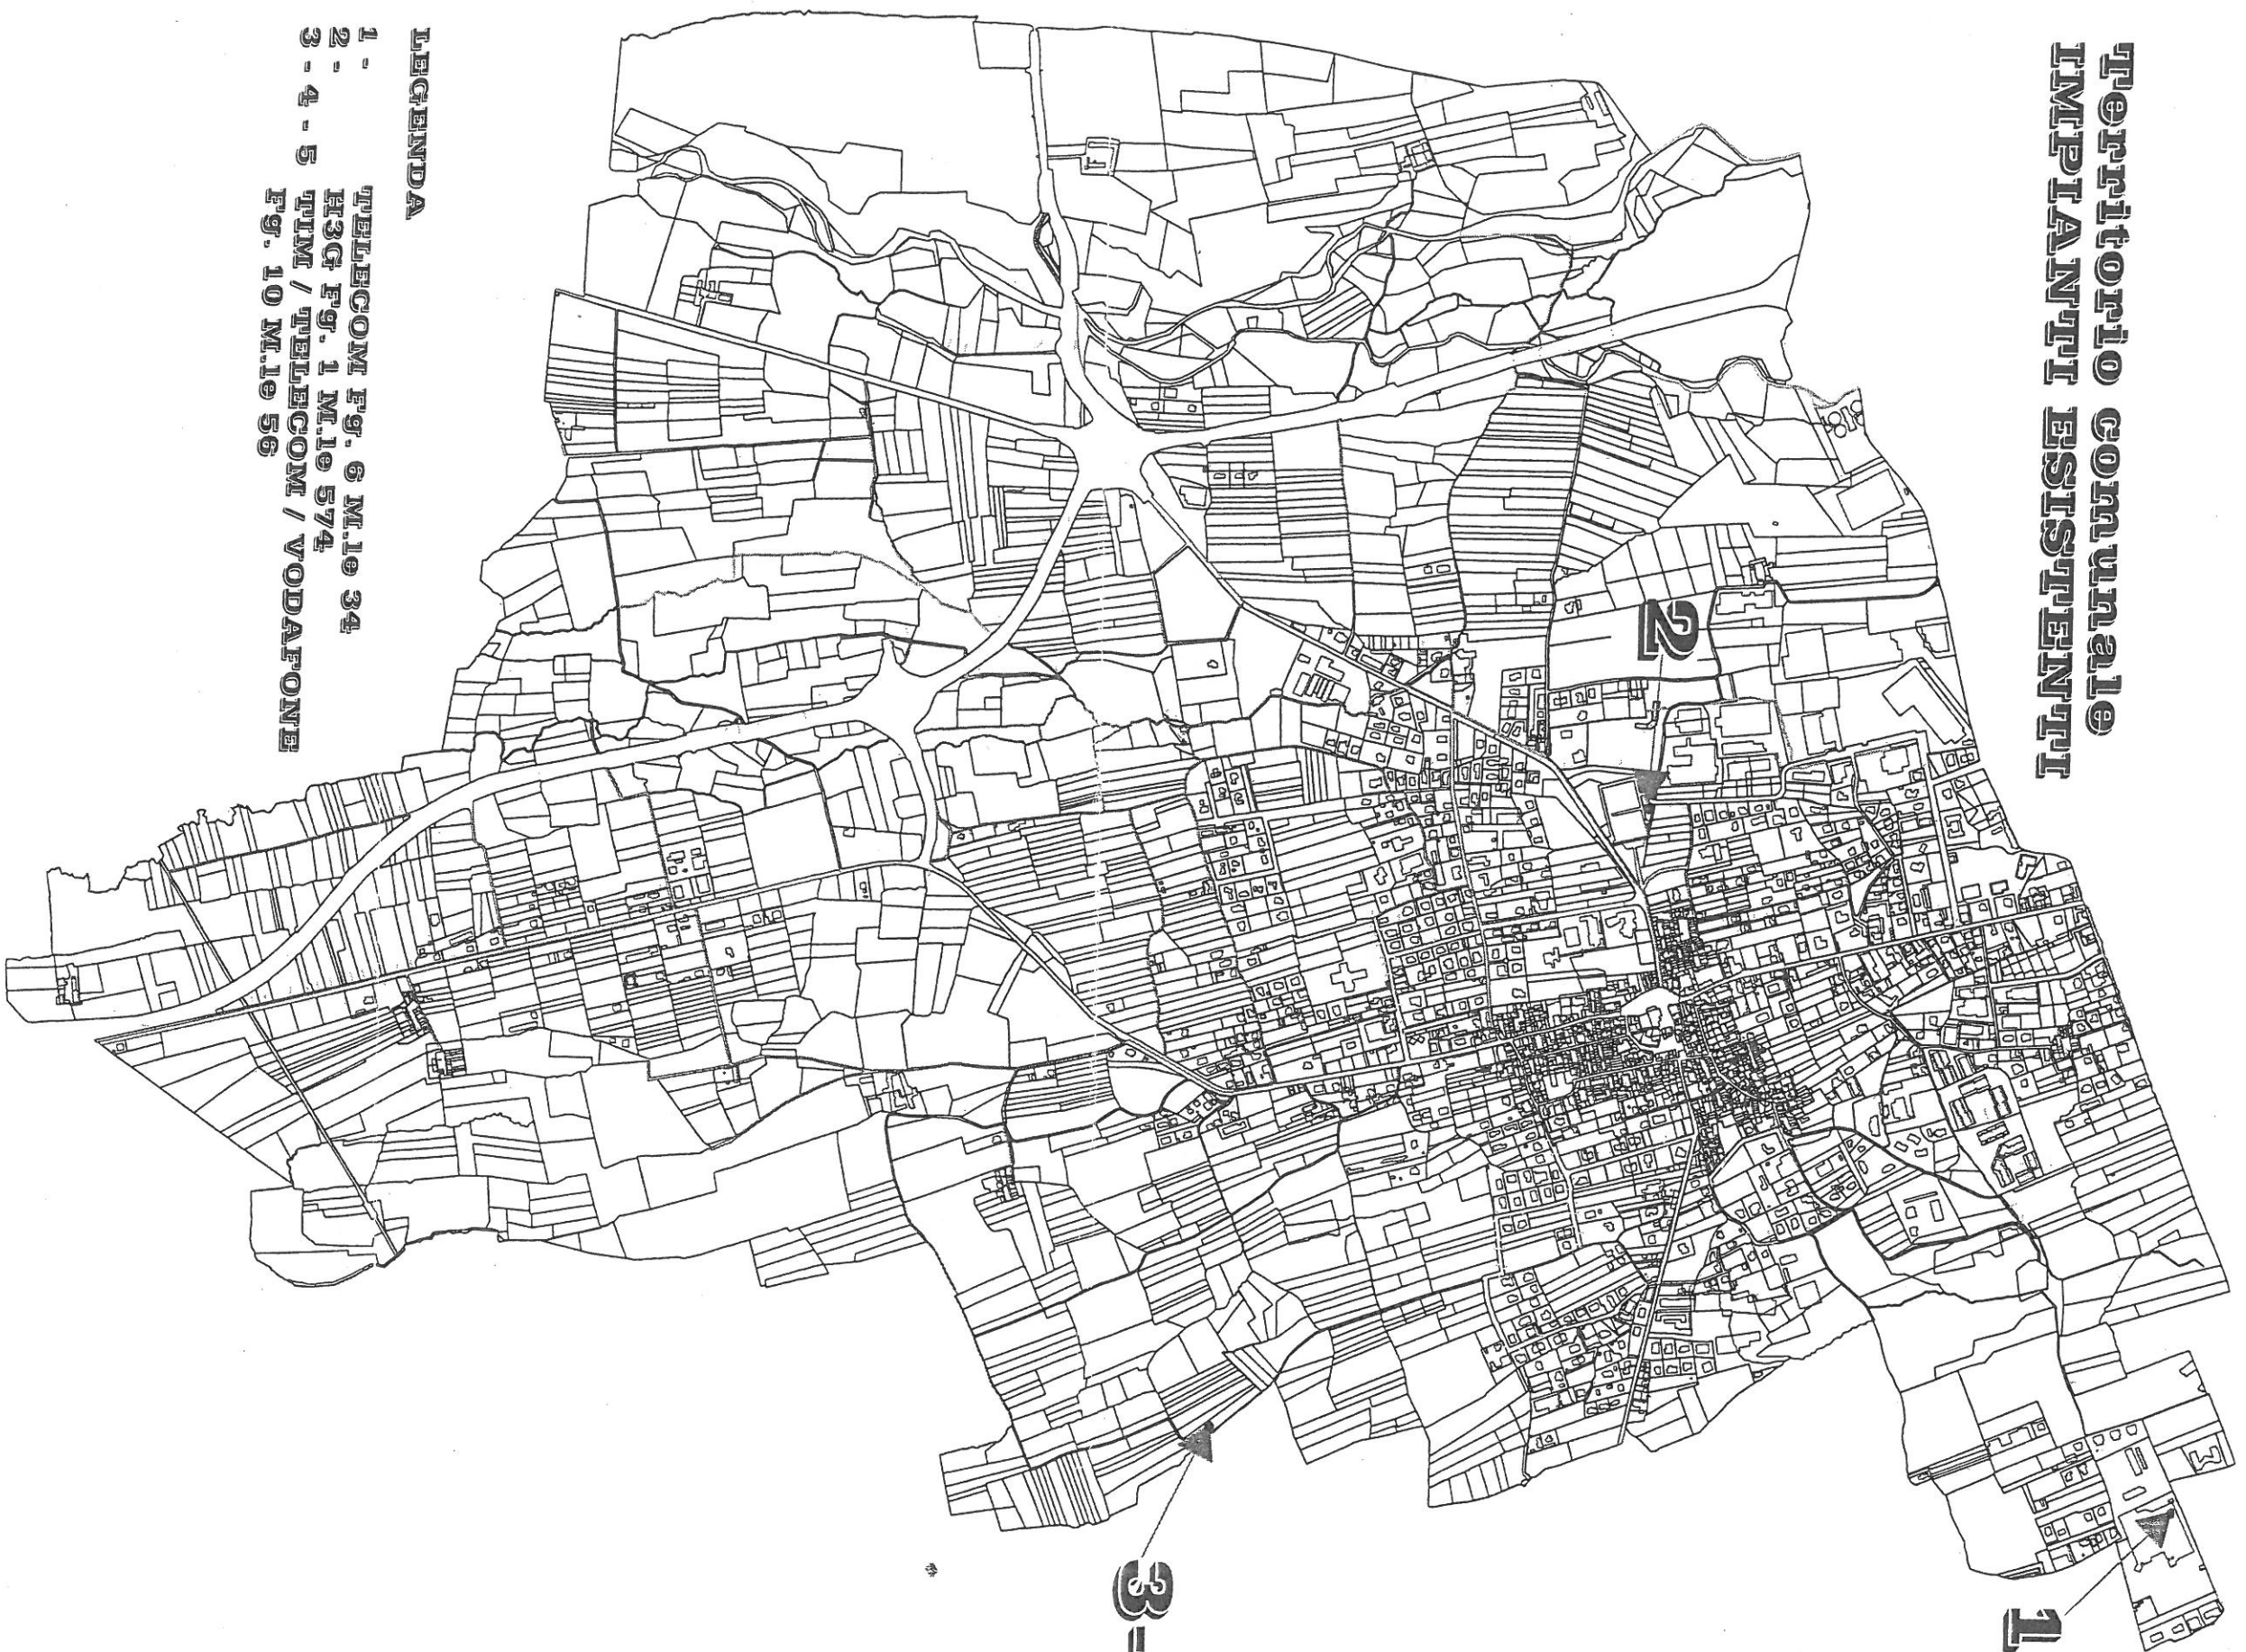 Territorio comunale
IMPIANTI ESISTENTI
2
1
3-
LEGENDA
1 - TELECOM Fg. 6 M.le 34
2 - H3G Fg. 1 M.le 574
3 - 4 - 5 TIM / TELECOM / VODAFONE
Fg. 10 M.le 56